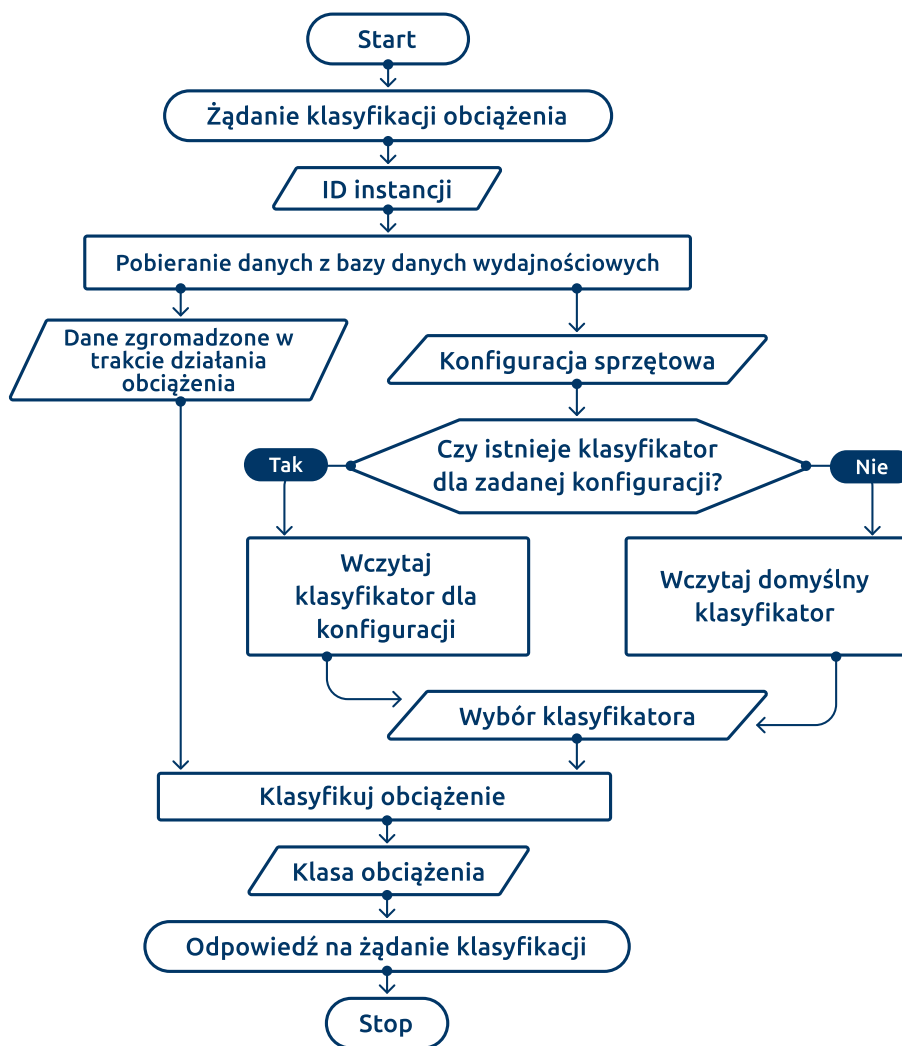 Start
Żądanie klasyfikacji obciążenia
ID instancji
Pobieranie danych z bazy danych wydajnościowych
Dane zgromadzone w
trakcie działania
obciążenia
Konfiguracja sprzętowa
Czy istnieje klasyfikator
dla zadanej konfiguracji?
Tak
Nie
Wczytaj
klasyfikator dla
konfiguracji
Wczytaj domyślny
klasyfikator
Wybór klasyfikatora
Klasyfikuj obciążenie
Klasa obciążenia
Odpowiedź na żądanie klasyfikacji
Stop